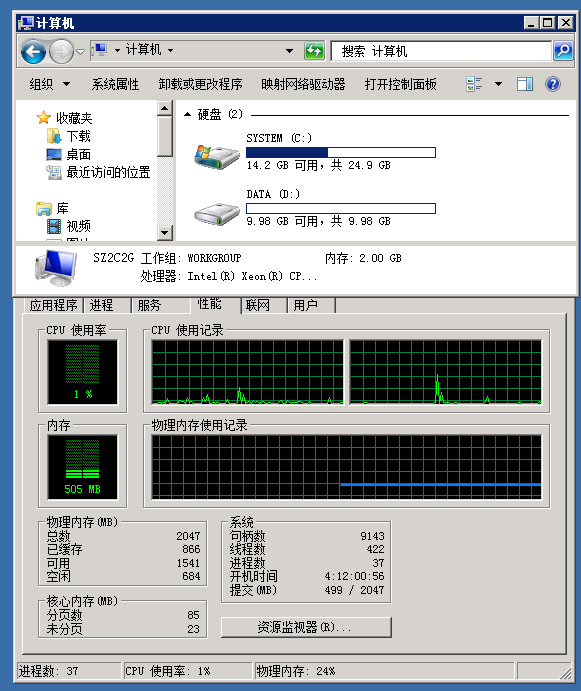 计算机
计算机
搜索 计算机
组织 系统属性 卸载或更改程序 映射网络驱动器 打开控制面板
收藏夹
下载
桌面
最近访问的位置
库
视频
硬盘 (2)
SYSTEM (C:)
14.2 GB 可用，共 24.9 GB
DATA (D:)
9.98 GB 可用，共 9.98 GB
SZ2C2G 工作组: WORKGROUP 内存: 2.00 GB
处理器: Intel(R) Xeon(R) CP...
应用程序 进程 服务 性能 联网 用户
CPU 使用率 CPU 使用记录
1 %
内存 物理内存使用记录
505 MB
物理内存(MB)
总数 2047
已缓存 866
可用 1541
空闲 684
核心内存(MB)
分页数 85
未分页 23
系统
句柄数 9143
线程数 422
进程数 37
开机时间 4:12:00:56
提交(MB) 499 / 2047
资源监视器(R)...
进程数: 37 CPU 使用率: 1% 物理内存: 24%